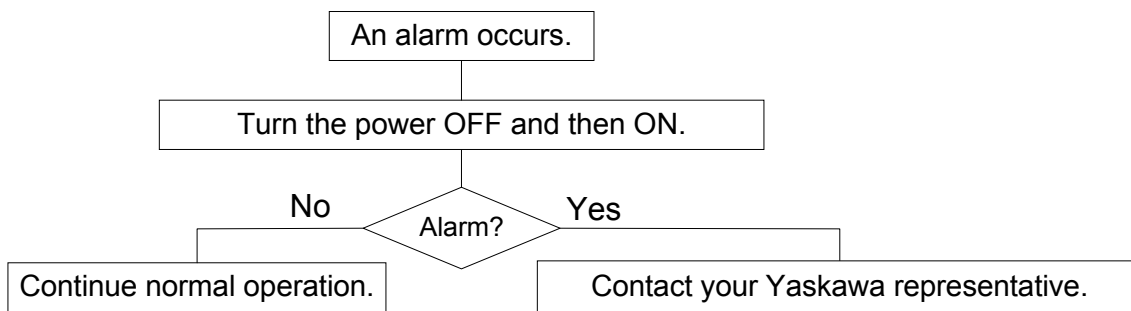 An alarm occurs.
Turn the power OFF and then ON.
No
Alarm?
Yes
Continue normal operation.
Contact your Yaskawa representative.